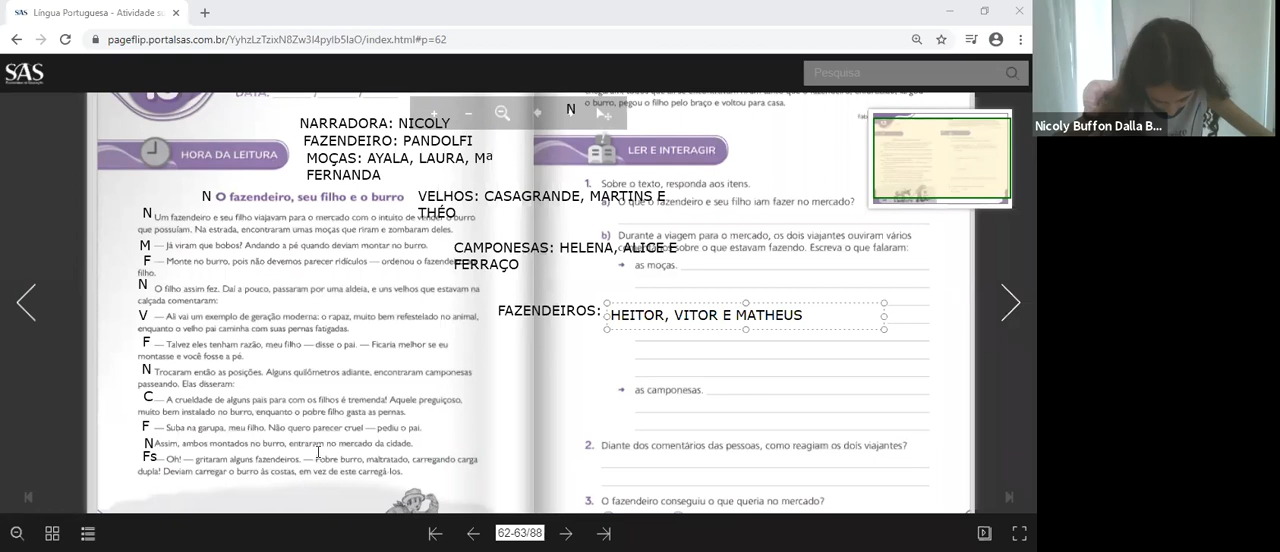 SAS Língua Portuguesa - Atividade su
pageflip.portalsas.com.br/YyhzLzTzixN8Zw3l4pyIb5IaO/index.html#p=62
SAS
Pesquisa
Nicoly Buffon Dalla B...
DATA:
NARRADORA: NICOLY
FAZENDEIRO: PANDOLFI
MOÇAS: AYALA, LAURA, Mª
FERNANDA
HORA DA LEITURA
N O fazendeiro, seu filho e o burro
VELHOS: CASAGRANDE, MARTINS E
THÉO
N Um fazendeiro e seu filho viajavam para o mercado com o intuito de vender o burro
que possuíam. Na estrada, encontraram umas moças que riram e zombaram deles.
M — Já viram que bobos? Andando a pé quando deviam montar no burro.
F — Monte no burro, pois não devemos parecer ridículos — ordenou o
filho.
CAMPONESAS: HELENA, ALICE E
FERRAÇO
N O filho assim fez. Daí a pouco, passaram por uma aldeia, e uns velhos que estavam na
calçada comentaram:
FAZENDEIROS: HEITOR, VITOR E MATHEUS
V — Ali vai um exemplo de geração moderna: o rapaz, muito bem refestelado no animal,
enquanto o velho pai caminha com suas pernas fatigadas.
F — Talvez eles tenham razão, meu filho — disse o pai. — Ficaria melhor se eu
montasse e você fosse a pé.
N Trocaram então as posições. Alguns quilômetros adiante, encontraram camponesas
passeando. Elas disseram:
C — A crueldade de alguns pais para com os filhos é tremenda! Aquele preguiçoso,
muito bem instalado no burro, enquanto o pobre filho gasta as pernas.
F — Suba na garupa, meu filho. Não quero parecer cruel — pediu o pai.
N Assim, ambos montados no burro, entraram no mercado da cidade.
Fs — Oh! — gritaram alguns fazendeiros. — Pobre burro, maltratado, carregando carga
dupla! Deviam carregar o burro às costas, em vez de este carregá-los.
N
o burro, pegou o filho pelo braço e voltou para casa.
LER E INTERAGIR
1. Sobre o texto, responda aos itens.
a) O que o fazendeiro e seu filho iam fazer no mercado?
b) Durante a viagem para o mercado, os dois viajantes ouviram vários
sobre o que estavam fazendo. Escreva o que falaram:
as moças.
as camponesas.
2. Diante dos comentários das pessoas, como reagiam os dois viajantes?
3. O fazendeiro conseguiu o que queria no mercado?
62-63/88